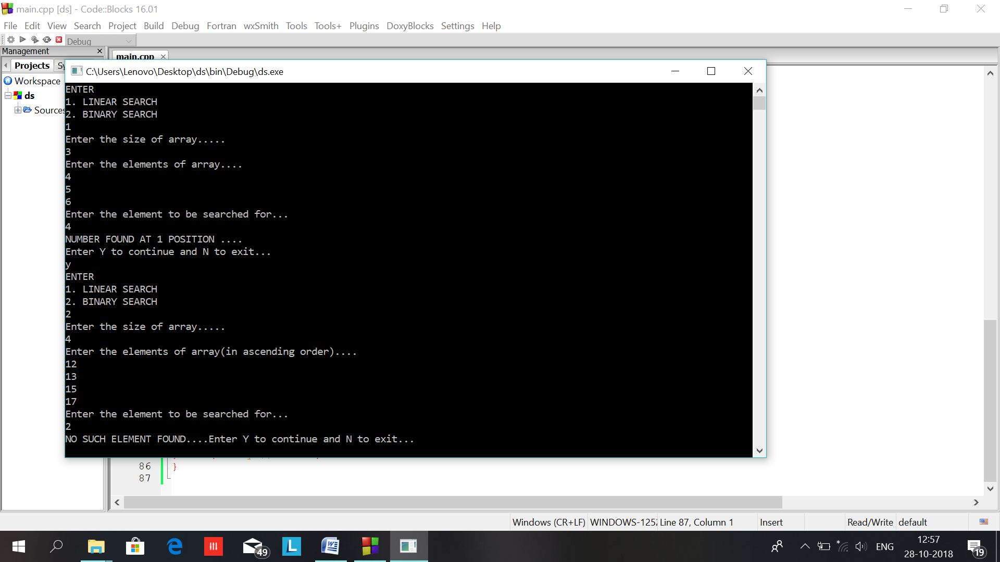 main.cpp [ds] - Code::Blocks 16.01
File Edit View Search Project Build Debug Fortran wxSmith Tools Tools+ Plugins DoxyBlocks Settings Help
Debug
Management
main.cpp
Projects Sy
C:\Users\Lenovo\Desktop\ds\bin\Debug\ds.exe
Workspace
ds
Sources
ENTER
1. LINEAR SEARCH
2. BINARY SEARCH
1
Enter the size of array.....
3
Enter the elements of array....
4
5
6
Enter the element to be searched for...
4
NUMBER FOUND AT 1 POSITION ....
Enter Y to continue and N to exit...
y
ENTER
1. LINEAR SEARCH
2. BINARY SEARCH
2
Enter the size of array.....
4
Enter the elements of array(in ascending order)....
12
13
15
17
Enter the element to be searched for...
2
NO SUCH ELEMENT FOUND....Enter Y to continue and N to exit...
86 }
87
Windows (CR+LF) WINDOWS-1252 Line 87, Column 1 Insert Read/Write default
49
L
W
ENG
12:57
28-10-2018
19